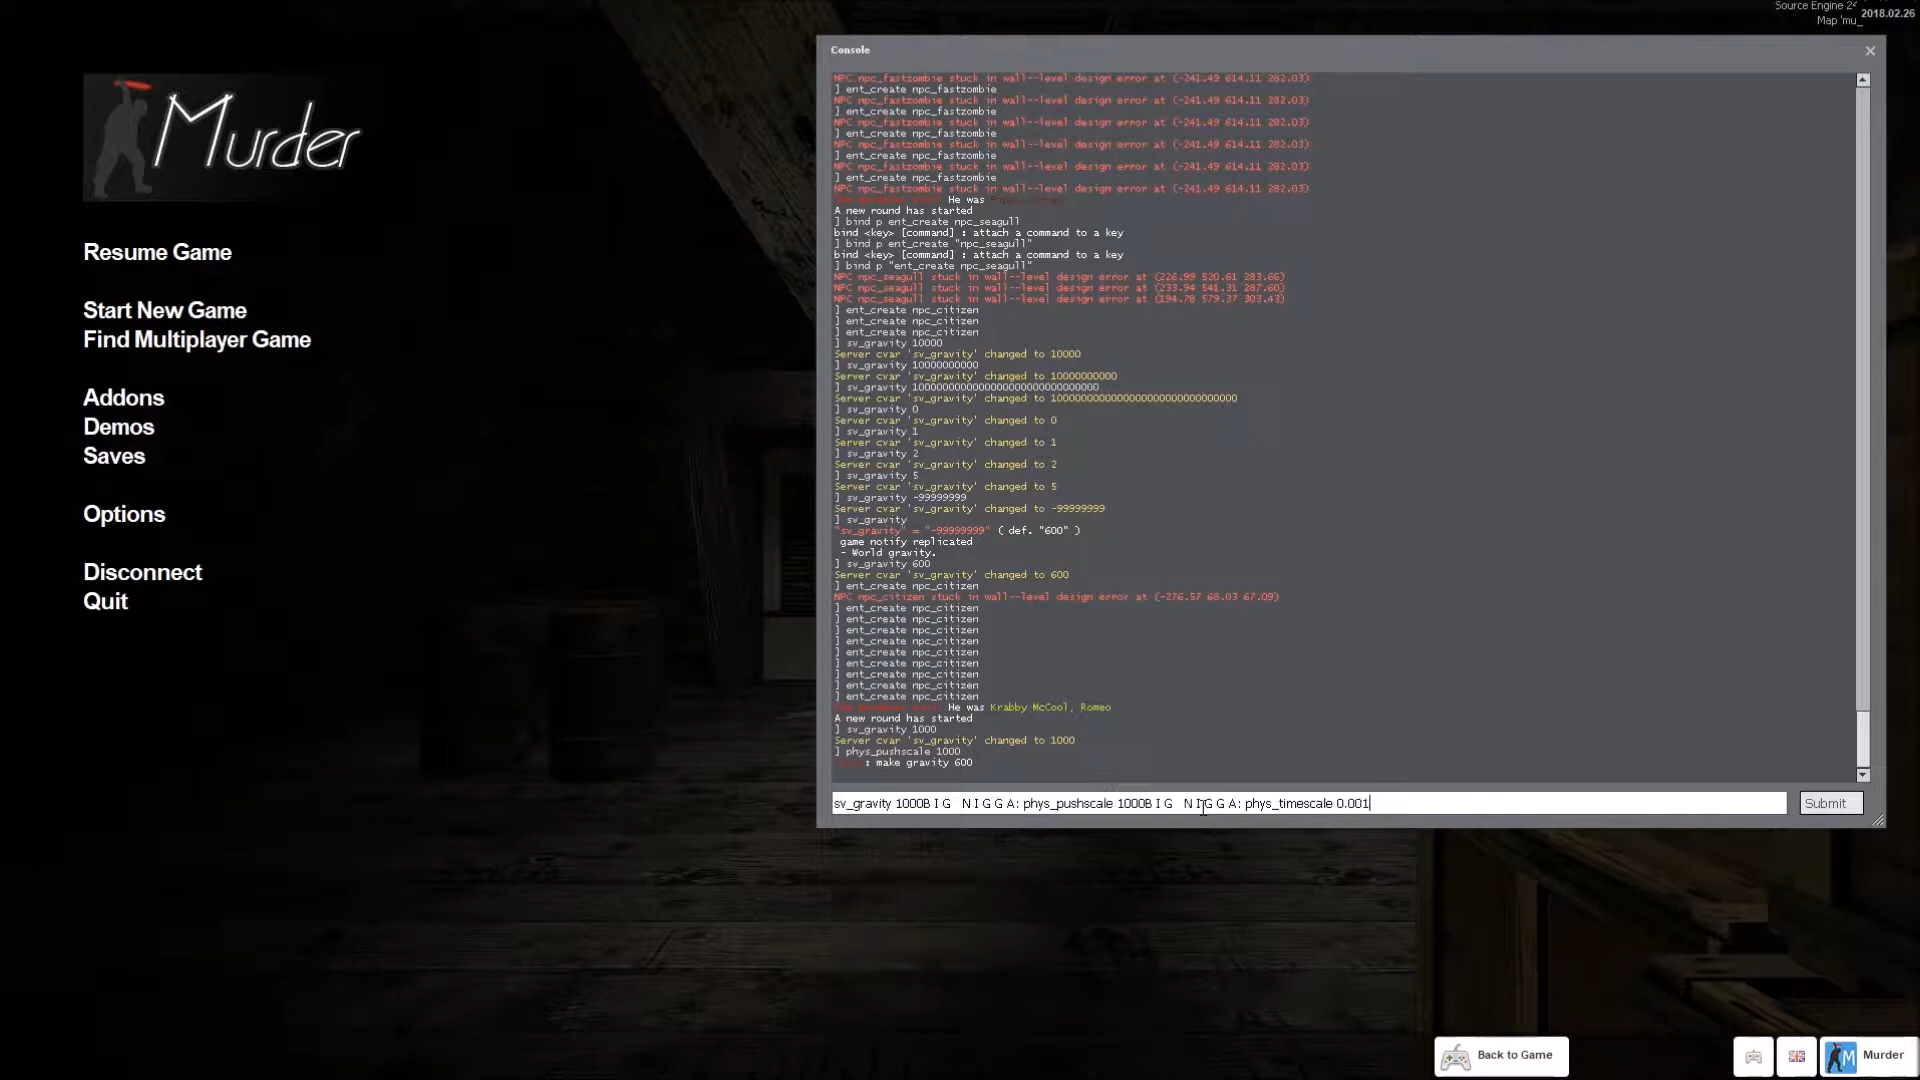 Source Engine 24
2018.02.26
Map 'mu_
Murder
Resume Game
Start New Game
Find Multiplayer Game
Addons
Demos
Saves
Options
Disconnect
Quit
Console
NPC npc_fastzombie stuck in wall--level design error at (-241.49 614.11 282.03)
] ent_create npc_fastzombie
NPC npc_fastzombie stuck in wall--level design error at (-241.49 614.11 282.03)
] ent_create npc_fastzombie
NPC npc_fastzombie stuck in wall--level design error at (-241.49 614.11 282.03)
] ent_create npc_fastzombie
NPC npc_fastzombie stuck in wall--level design error at (-241.49 614.11 282.03)
] ent_create npc_fastzombie
NPC npc_fastzombie stuck in wall--level design error at (-241.49 614.11 282.03)
] ent_create npc_fastzombie
NPC npc_fastzombie stuck in wall--level design error at (-241.49 614.11 282.03)
He was
A new round has started
] bind p ent_create npc_seagull
bind <key> [command] : attach a command to a key
] bind p ent_create "npc_seagull"
bind <key> [command] : attach a command to a key
] bind p "ent_create npc_seagull"
NPC npc_seagull stuck in wall--level design error at (226.99 520.61 283.66)
NPC npc_seagull stuck in wall--level design error at (233.94 541.31 287.60)
NPC npc_seagull stuck in wall--level design error at (194.78 579.37 303.43)
] ent_create npc_citizen
] ent_create npc_citizen
] ent_create npc_citizen
] sv_gravity 10000
Server cvar 'sv_gravity' changed to 10000
] sv_gravity 10000000000
Server cvar 'sv_gravity' changed to 10000000000
] sv_gravity 1000000000000000000000000000000
Server cvar 'sv_gravity' changed to 1000000000000000000000000000000
] sv_gravity 0
Server cvar 'sv_gravity' changed to 0
] sv_gravity 1
Server cvar 'sv_gravity' changed to 1
] sv_gravity 2
Server cvar 'sv_gravity' changed to 2
] sv_gravity 5
Server cvar 'sv_gravity' changed to 5
] sv_gravity -99999999
Server cvar 'sv_gravity' changed to -99999999
] sv_gravity
"sv_gravity" = "-99999999" ( def. "600" )
game notify replicated
- World gravity.
] sv_gravity 600
Server cvar 'sv_gravity' changed to 600
] ent_create npc_citizen
NPC npc_citizen stuck in wall--level design error at (-276.57 68.03 67.09)
] ent_create npc_citizen
] ent_create npc_citizen
] ent_create npc_citizen
] ent_create npc_citizen
] ent_create npc_citizen
] ent_create npc_citizen
] ent_create npc_citizen
] ent_create npc_citizen
] ent_create npc_citizen
He was Krabby McCool, Romeo
A new round has started
] sv_gravity 1000
Server cvar 'sv_gravity' changed to 1000
] phys_pushscale 1000
: make gravity 600
sv_gravity 1000B I G N I G G A: phys_pushscale 1000B I G N I G G A: phys_timescale 0.001
Submit
Back to Game
Murder